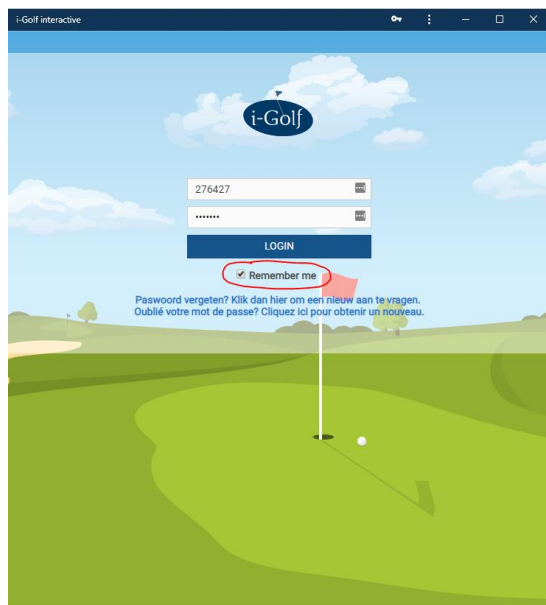 i-Golf interactive
i-Golf
276427
•••••••
LOGIN
Remember me
Paswoord vergeten? Klik dan hier om een nieuw aan te vragen.
Oublié votre mot de passe? Cliquez ici pour obtenir un nouveau.